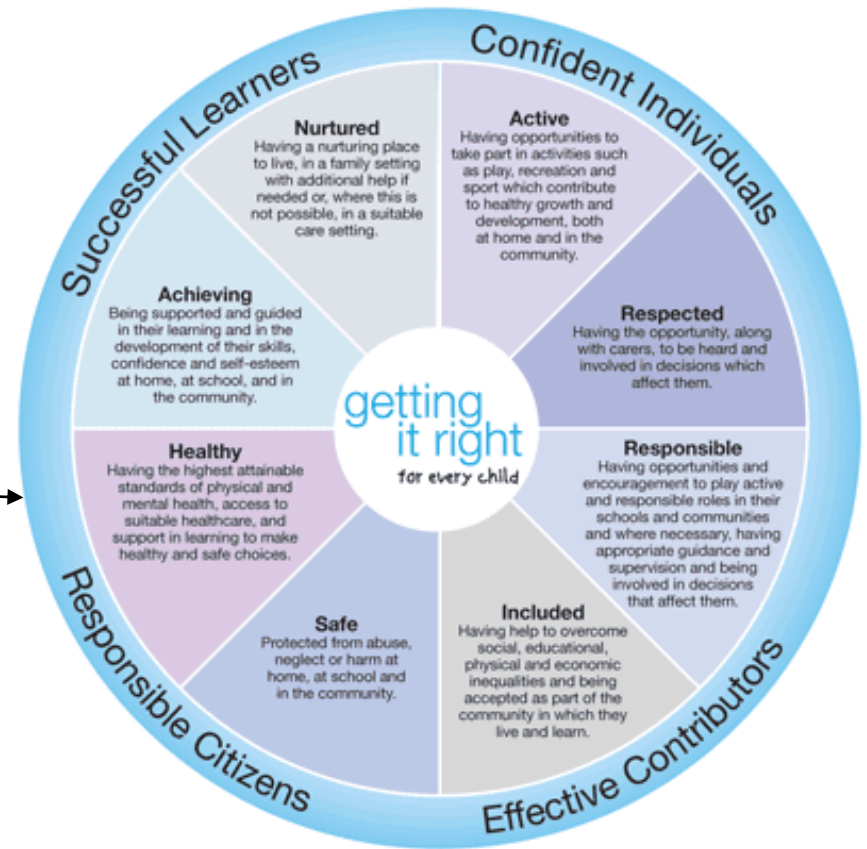 Successful Learners
Confident Individuals
Nurtured
Having a nurturing place
to live, in a family setting
with additional help if
needed or, where this is
not possible, in a suitable
care setting.
Active
Having opportunities to
take part in activities such
as play, recreation and
sport which contribute
to healthy growth and
development, both
at home and in the
community.
Achieving
Being supported and guided
in their learning and in the
development of their skills,
confidence and self-esteem
at home, at school, and in
the community.
Respected
Having the opportunity, along
with carers, to be heard and
involved in decisions which
affect them.
getting
it right
for every child
Healthy
Having the highest attainable
standards of physical and
mental health, access to
suitable healthcare, and
support in learning to make
healthy and safe choices.
Responsible
Having opportunities and
encouragement to play active
and responsible roles in their
schools and communities
and where necessary, having
appropriate guidance and
supervision and being
involved in decisions
that affect them.
Safe
Protected from abuse,
neglect or harm at
home, at school and
in the community.
Included
Having help to overcome
social, educational,
physical and economic
inequalities and being
accepted as part of the
community in which they
live and learn.
Responsible Citizens
Effective Contributors